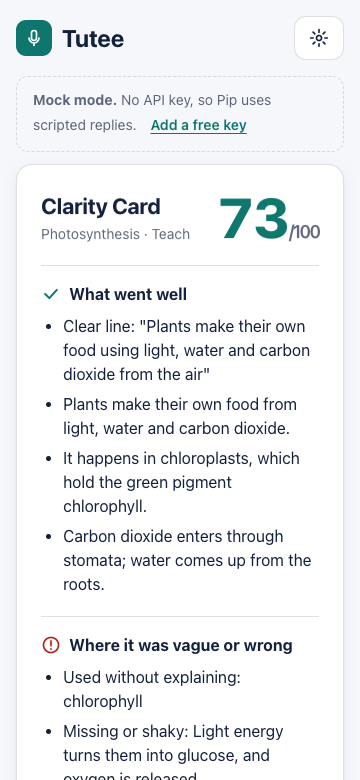 Tutee
Mock mode. No API key, so Pip uses
scripted replies. Add a free key
Clarity Card
Photosynthesis · Teach
73/100
What went well
• Clear line: "Plants make their own
food using light, water and carbon
dioxide from the air"
• Plants make their own food from
light, water and carbon dioxide.
• It happens in chloroplasts, which
hold the green pigment
chlorophyll.
• Carbon dioxide enters through
stomata; water comes up from the
roots.
Where it was vague or wrong
• Used without explaining:
chlorophyll
• Missing or shaky: Light energy
turns them into glucose, and
oxygen is released